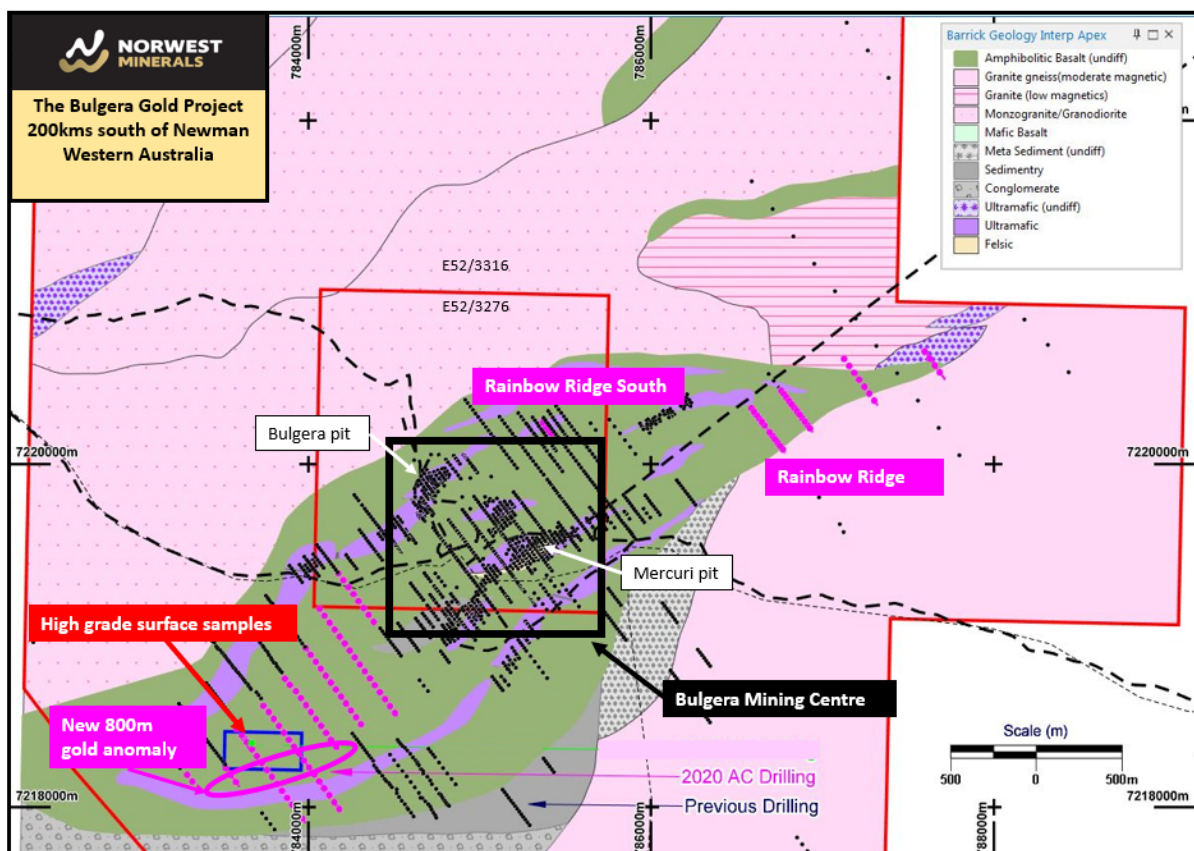 NORWEST
MINERALS
The Bulgera Gold Project
200kms south of Newman
Western Australia
784000m
786000m
Barrick Geology Interp Apex
Amphibolitic Basalt (undiff)
Granite gneiss(moderate magnetic)
Granite (low magnetics)
Monzogranite/Granodiorite
Mafic Basalt
Meta Sediment (undiff)
Sedimentry
Conglomerate
Ultramafic (undiff)
Ultramafic
Felsic
E52/3316
E52/3276
Rainbow Ridge South
Bulgera pit
7220000m
7220000m
Rainbow Ridge
Mercuri pit
High grade surface samples
Bulgera Mining Centre
New 800m
gold anomaly
Scale (m)
500
0
500m
2020 AC Drilling
Previous Drilling
7218000m
7218000m
784000m
786000m
788000m